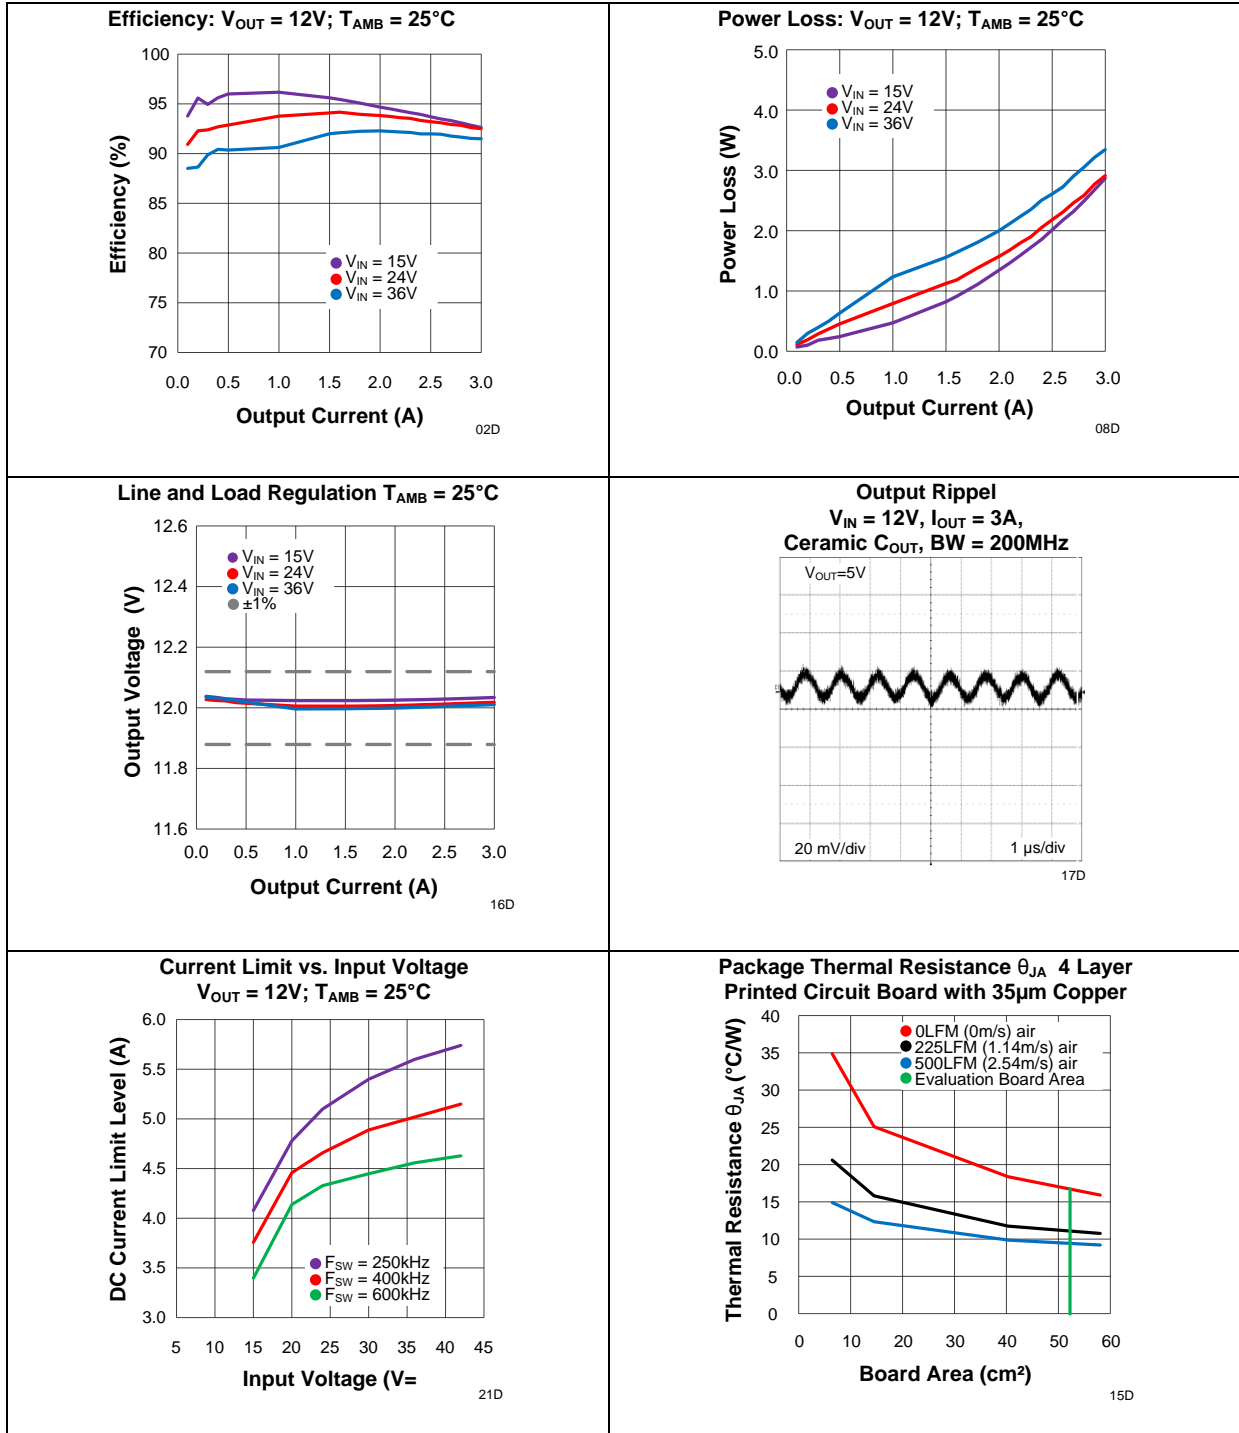 Efficiency: VOUT = 12V; TAMB = 25°C
100
95
90
85
80
75
70
Efficiency (%)
VIN = 15V
VIN = 24V
VIN = 36V
0.0 0.5 1.0 1.5 2.0 2.5 3.0
Output Current (A)
02D
Power Loss: VOUT = 12V; TAMB = 25°C
5.0
4.0
3.0
2.0
1.0
0.0
Power Loss (W)
VIN = 15V
VIN = 24V
VIN = 36V
0.0 0.5 1.0 1.5 2.0 2.5 3.0
Output Current (A)
08D
Line and Load Regulation TAMB = 25°C
12.6
12.4
12.2
12.0
11.8
11.6
Output Voltage (V)
VIN = 15V
VIN = 24V
VIN = 36V
±1%
0.0 0.5 1.0 1.5 2.0 2.5 3.0
Output Current (A)
16D
Output Rippel
VIN = 12V, IOUT = 3A,
Ceramic COUT, BW = 200MHz
VOUT=5V
20 mV/div 1 µs/div
17D
Current Limit vs. Input Voltage
VOUT = 12V; TAMB = 25°C
6.0
5.5
5.0
4.5
4.0
3.5
3.0
DC Current Limit Level (A)
FSW = 250kHz
FSW = 400kHz
FSW = 600kHz
5 10 15 20 25 30 35 40 45
Input Voltage (V=
21D
Package Thermal Resistance θJA 4 Layer
Printed Circuit Board with 35µm Copper
40
35
30
25
20
15
10
5
0
Thermal Resistance θJA (°C/W)
0LFM (0m/s) air
225LFM (1.14m/s) air
500LFM (2.54m/s) air
Evaluation Board Area
0 10 20 30 40 50 60
Board Area (cm²)
15D